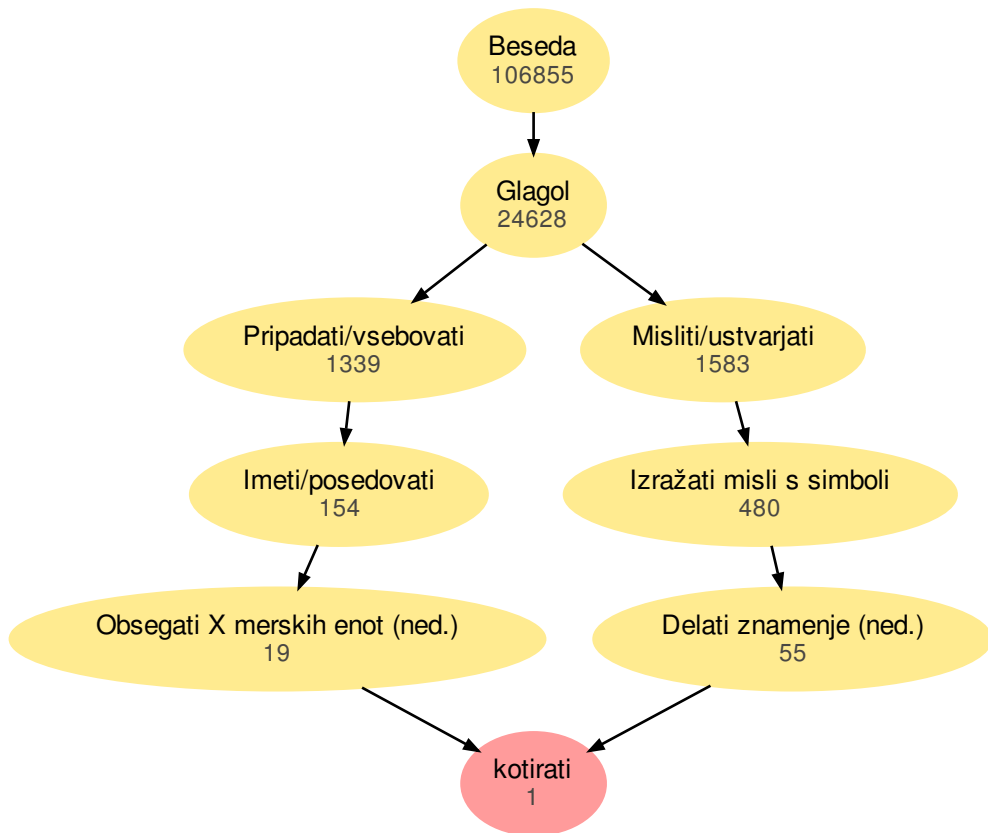 Beseda
106855
Glagol
24628
Pripadati/vsebovati
1339
Misliti/ustvarjati
1583
Imeti/posedovati
154
Izražati misli s simboli
480
Obsegati X merskih enot (ned.)
19
Delati znamenje (ned.)
55
kotirati
1